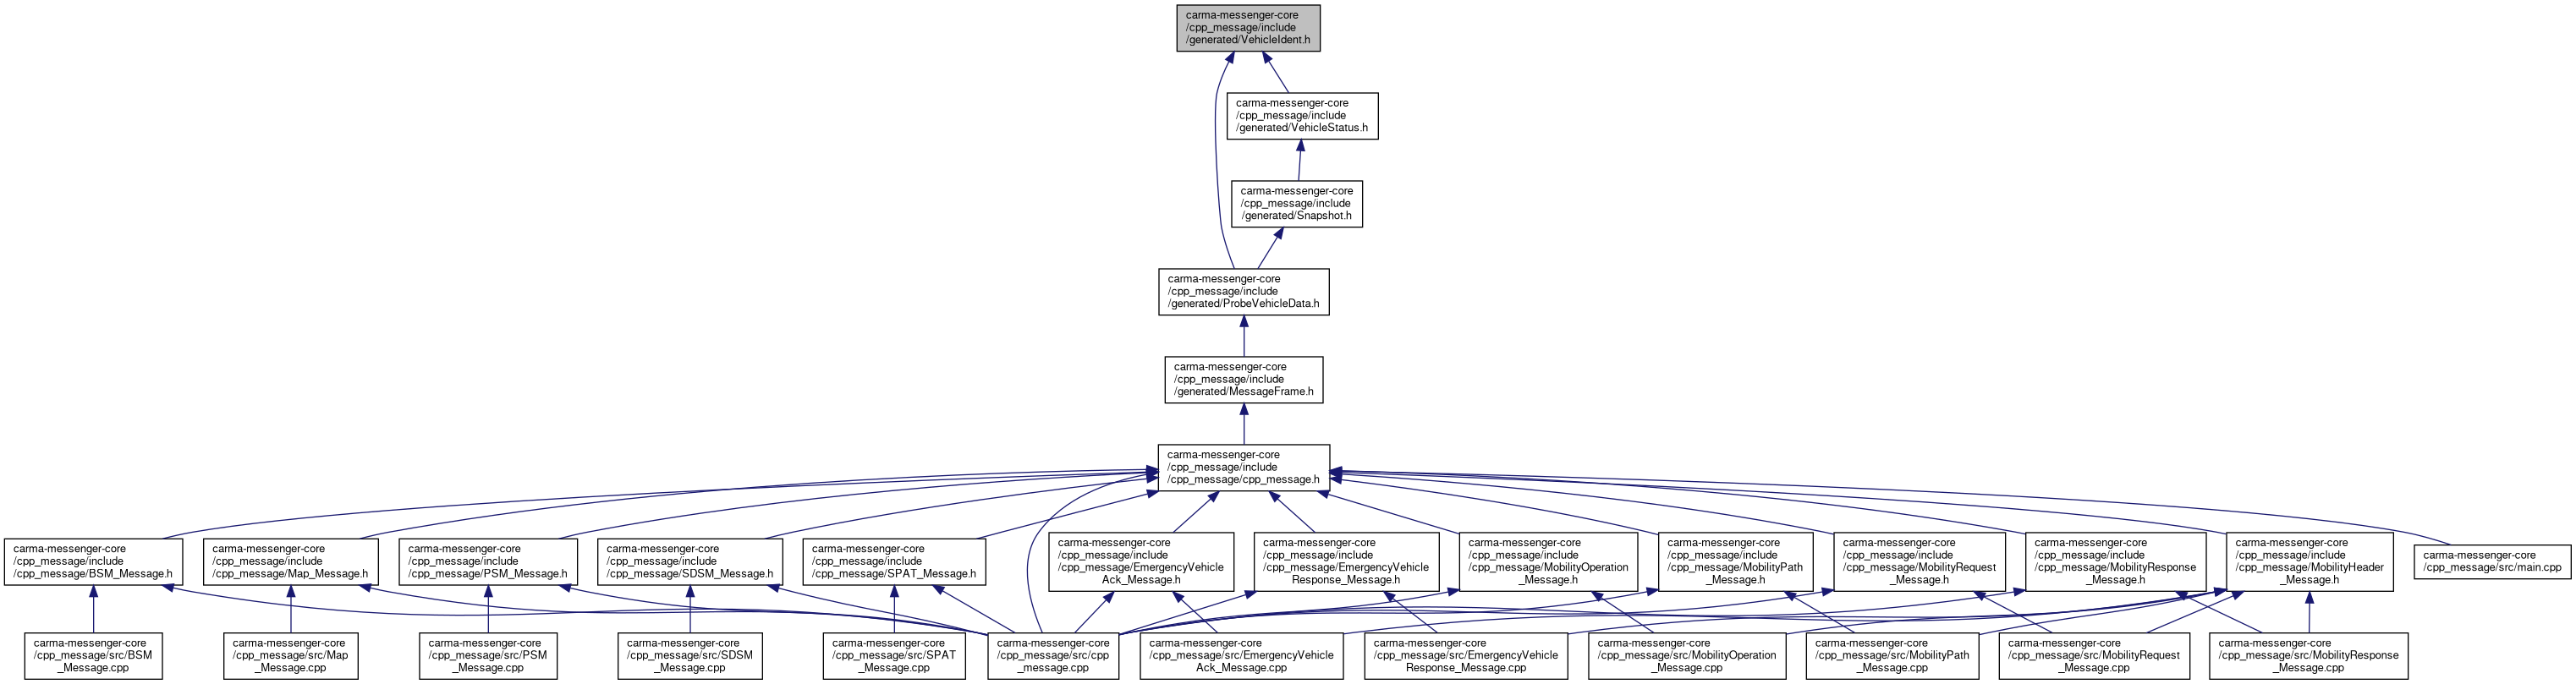 carma-messenger-core
/cpp_message/include
/generated/VehicleIdent.h
carma-messenger-core
/cpp_message/include
/generated/VehicleStatus.h
carma-messenger-core
/cpp_message/include
/generated/Snapshot.h
carma-messenger-core
/cpp_message/include
/generated/ProbeVehicleData.h
carma-messenger-core
/cpp_message/include
/generated/MessageFrame.h
carma-messenger-core
/cpp_message/include
/cpp_message/cpp_message.h
carma-messenger-core
/cpp_message/include
/cpp_message/BSM_Message.h
carma-messenger-core
/cpp_message/include
/cpp_message/Map_Message.h
carma-messenger-core
/cpp_message/include
/cpp_message/PSM_Message.h
carma-messenger-core
/cpp_message/include
/cpp_message/SDSM_Message.h
carma-messenger-core
/cpp_message/include
/cpp_message/SPAT_Message.h
carma-messenger-core
/cpp_message/include
/cpp_message/EmergencyVehicle
Ack_Message.h
carma-messenger-core
/cpp_message/include
/cpp_message/EmergencyVehicle
Response_Message.h
carma-messenger-core
/cpp_message/include
/cpp_message/MobilityOperation
_Message.h
carma-messenger-core
/cpp_message/include
/cpp_message/MobilityPath
_Message.h
carma-messenger-core
/cpp_message/include
/cpp_message/MobilityRequest
_Message.h
carma-messenger-core
/cpp_message/include
/cpp_message/MobilityResponse
_Message.h
carma-messenger-core
/cpp_message/include
/cpp_message/MobilityHeader
_Message.h
carma-messenger-core
/cpp_message/src/main.cpp
carma-messenger-core
/cpp_message/src/BSM
_Message.cpp
carma-messenger-core
/cpp_message/src/Map
_Message.cpp
carma-messenger-core
/cpp_message/src/PSM
_Message.cpp
carma-messenger-core
/cpp_message/src/SDSM
_Message.cpp
carma-messenger-core
/cpp_message/src/SPAT
_Message.cpp
carma-messenger-core
/cpp_message/src/cpp
_message.cpp
carma-messenger-core
/cpp_message/src/EmergencyVehicle
Ack_Message.cpp
carma-messenger-core
/cpp_message/src/EmergencyVehicle
Response_Message.cpp
carma-messenger-core
/cpp_message/src/MobilityOperation
_Message.cpp
carma-messenger-core
/cpp_message/src/MobilityPath
_Message.cpp
carma-messenger-core
/cpp_message/src/MobilityRequest
_Message.cpp
carma-messenger-core
/cpp_message/src/MobilityResponse
_Message.cpp